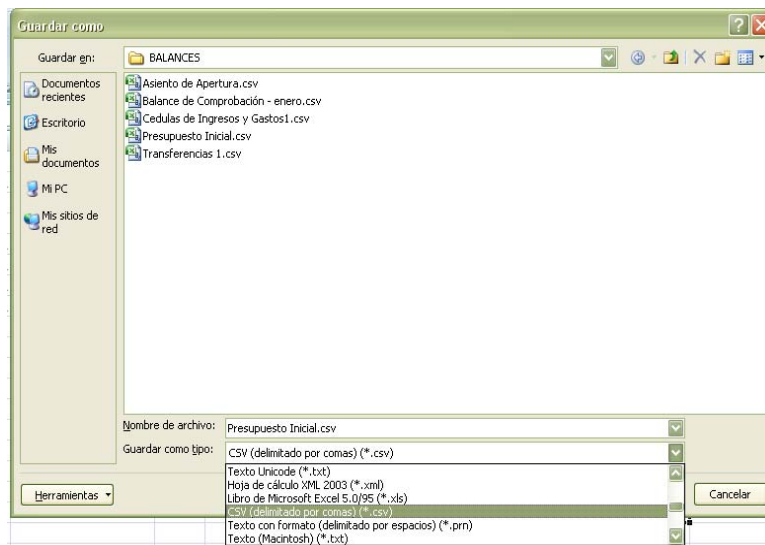 Guardar como
Guardar en:
BALANCES
Documentos
recientes
Escritorio
Mis
documentos
Mi PC
Mis sitios de
red
Asiento de Apertura.csv
Balance de Comprobación - enero.csv
Cedulas de Ingresos y Gastos1.csv
Presupuesto Inicial.csv
Transferencias 1.csv
Nombre de archivo:
Presupuesto Inicial.csv
Guardar como tipo:
CSV (delimitado por comas) (*.csv)
Texto Unicode (*.txt)
Hoja de cálculo XML 2003 (*.xml)
Libro de Microsoft Excel 5.0/95 (*.xls)
CSV (delimitado por comas) (*.csv)
Texto con formato (delimitado por espacios) (*.prn)
Texto (Macintosh) (*.txt)
Herramientas
Cancelar